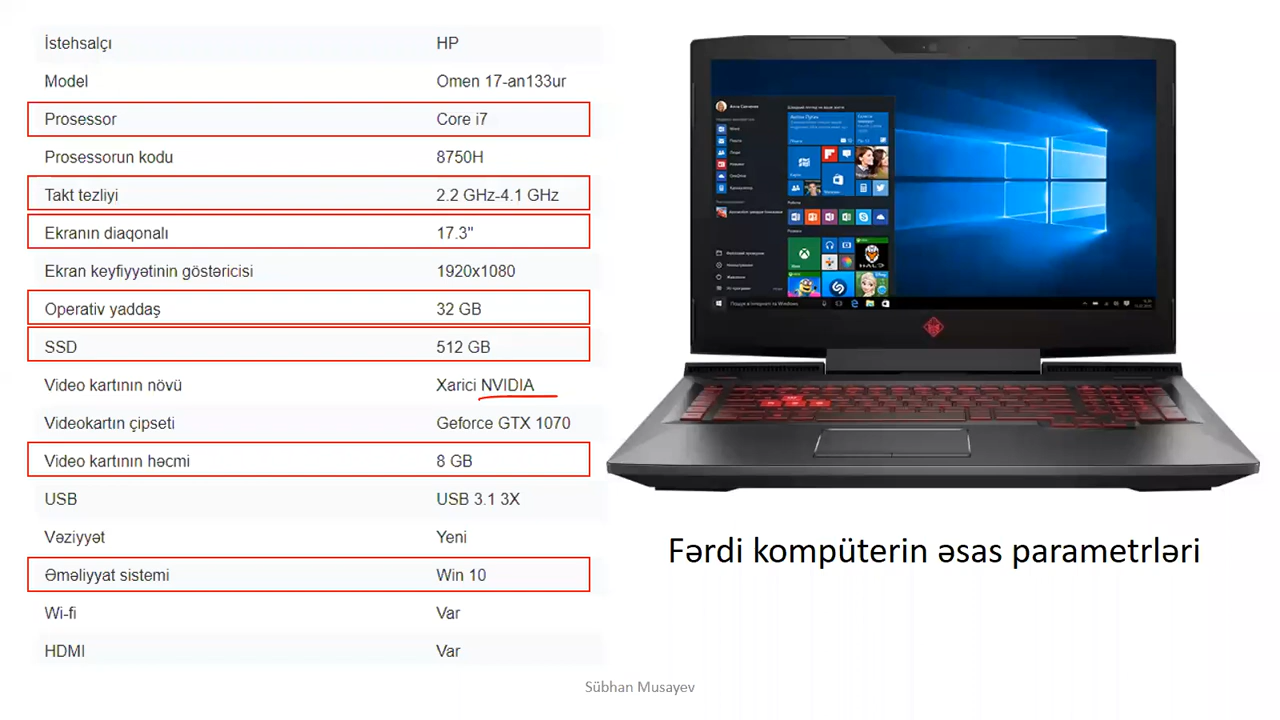 İstehsalçı HP
Model Omen 17-an133ur
Prosessor Core i7
Prosessorun kodu 8750H
Takt tezliyi 2.2 GHz-4.1 GHz
Ekranın diaqonalı 17.3"
Ekran keyfiyyətinin göstəricisi 1920x1080
Operativ yaddaş 32 GB
SSD 512 GB
Video kartının növü Xarici NVIDIA
Videokartın çipseti Geforce GTX 1070
Video kartının həcmi 8 GB
USB USB 3.1 3X
Vəziyyət Yeni
Əməliyyat sistemi Win 10
Wi-fi Var
HDMI Var
Fərdi kompüterin əsas parametrləri
Sübhan Musayev